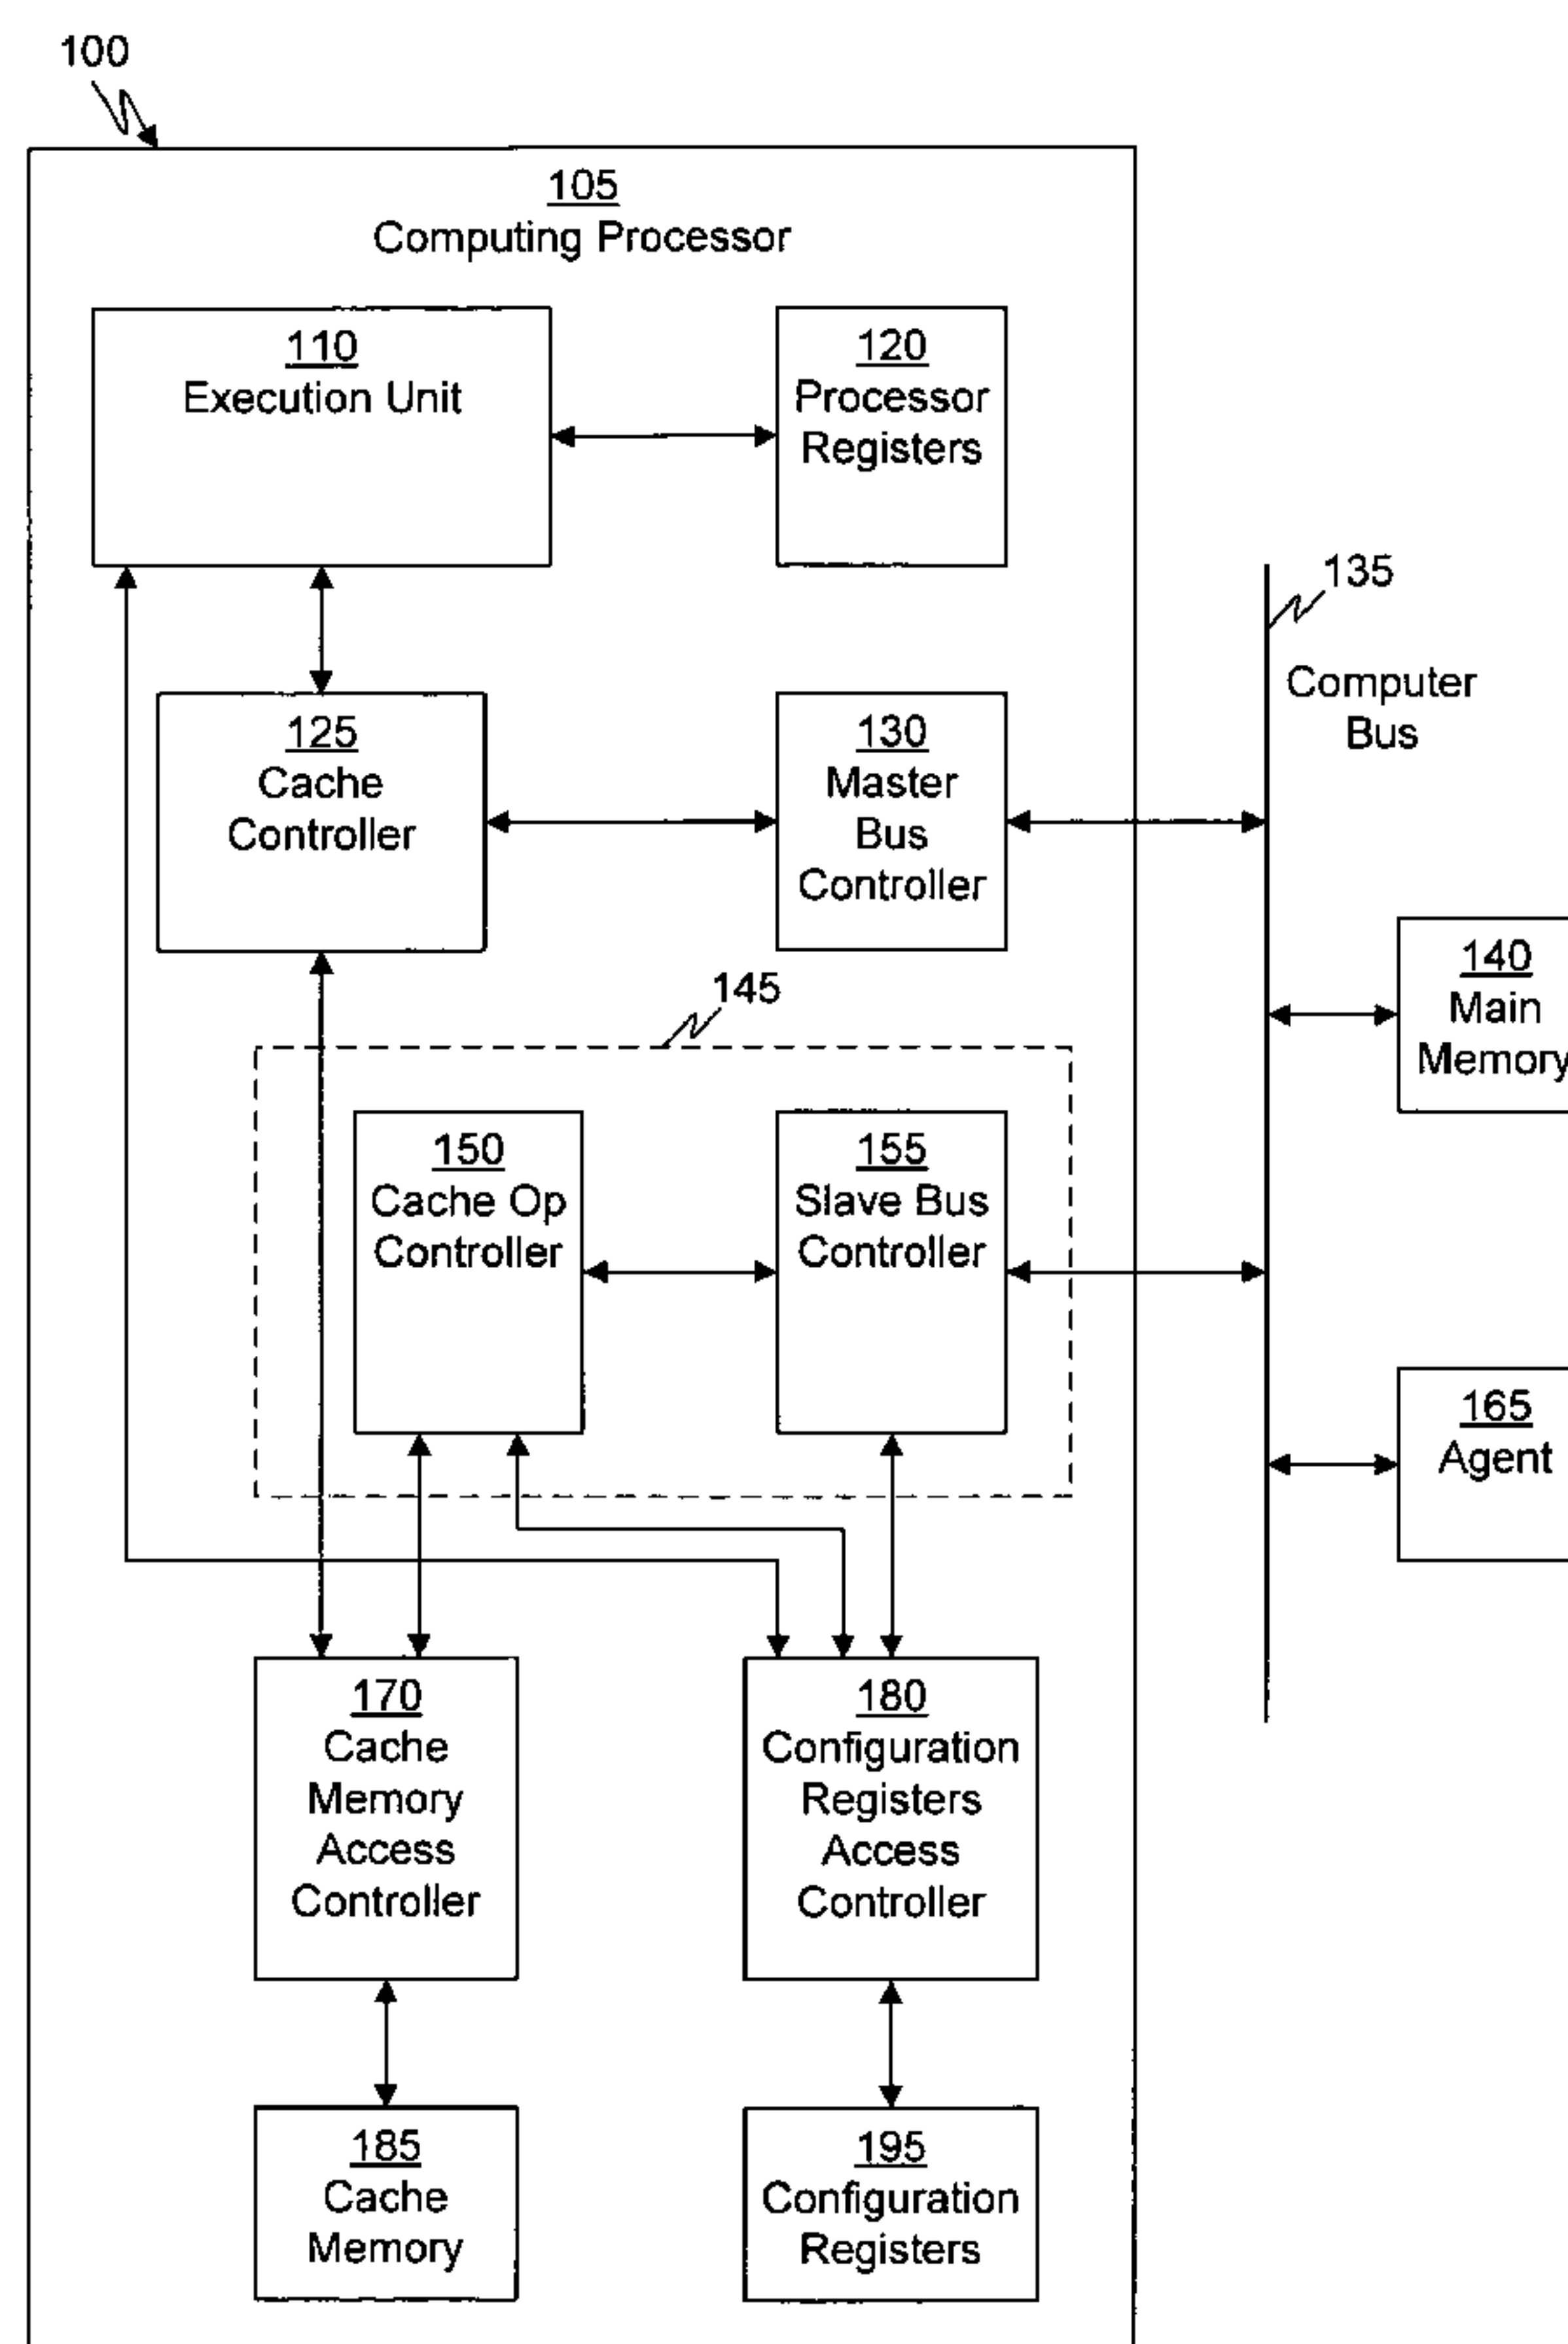 100
105
Computing Processor
110
Execution Unit
120
Processor
Registers
135
Computer
Bus
125
Cache
Controller
130
Master
Bus
Controller
140
Main
Memory
145
150
Cache Op
Controller
155
Slave Bus
Controller
165
Agent
170
Cache
Memory
Access
Controller
180
Configuration
Registers
Access
Controller
185
Cache
Memory
195
Configuration
Registers